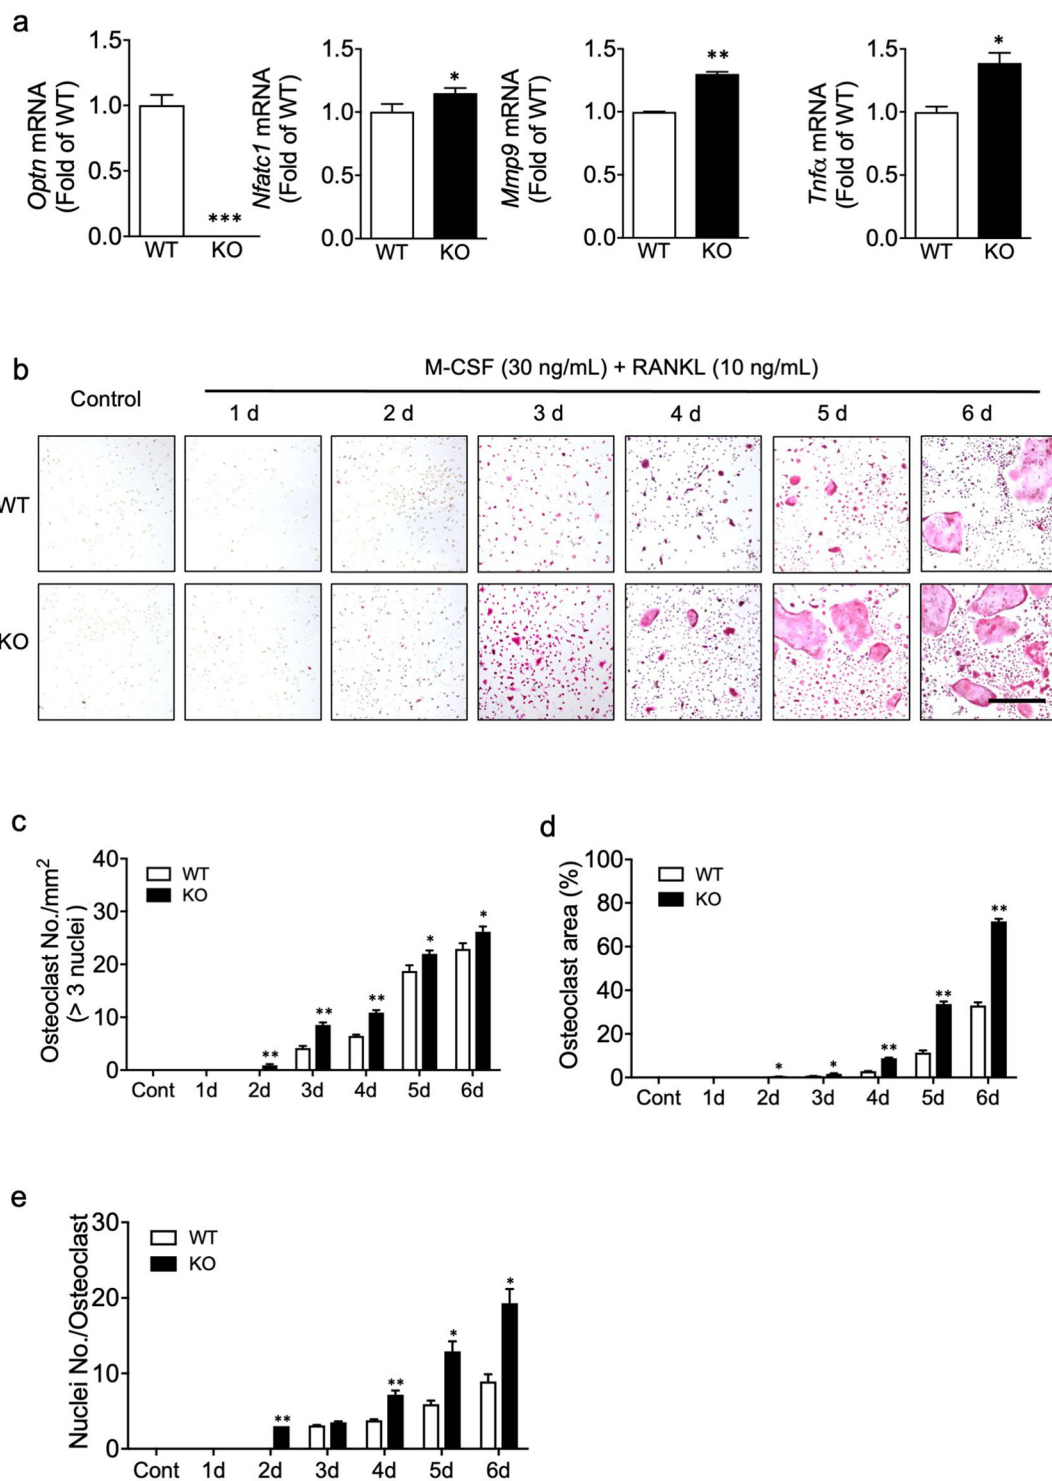 a
Optn mRNA
(Fold of WT)
1.5
1.0
0.5
0.0
***
WT KO
Nfatc1 mRNA
(Fold of WT)
1.5
1.0
0.5
0.0
*
WT KO
Mmp9 mRNA
(Fold of WT)
1.5
1.0
0.5
0.0
**
WT KO
Tnfα mRNA
(Fold of WT)
1.5
1.0
0.5
0.0
*
WT KO
b
M-CSF (30 ng/mL) + RANKL (10 ng/mL)
Control 1 d 2 d 3 d 4 d 5 d 6 d
WT
KO
c
Osteoclast No./mm²
(> 3 nuclei )
40
30
20
10
0
WT
KO
** ** ** * *
Cont 1d 2d 3d 4d 5d 6d
d
Osteoclast area (%)
100
80
60
40
20
0
WT
KO
* * ** ** **
Cont 1d 2d 3d 4d 5d 6d
e
Nuclei No./Osteoclast
30
20
10
0
WT
KO
** ** * *
Cont 1d 2d 3d 4d 5d 6d